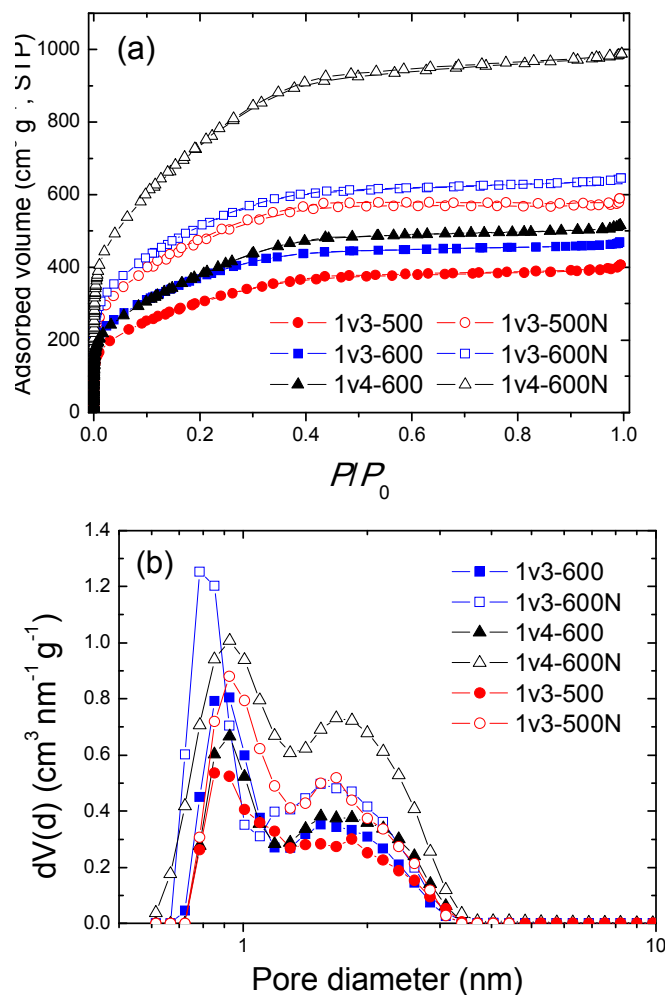 (a)
1000
800
600
400
200
0
Adsorbed volume (cm³ g⁻, STP)
1v3-500 1v3-500N
1v3-600 1v3-600N
1v4-600 1v4-600N
0.0 0.2 0.4 0.6 0.8 1.0
P/P0
(b)
1.4
1.2
1.0
0.8
0.6
0.4
0.2
0.0
dV(d) (cm³ nm⁻¹ g⁻¹)
1v3-600
1v3-600N
1v4-600
1v4-600N
1v3-500
1v3-500N
1 10
Pore diameter (nm)